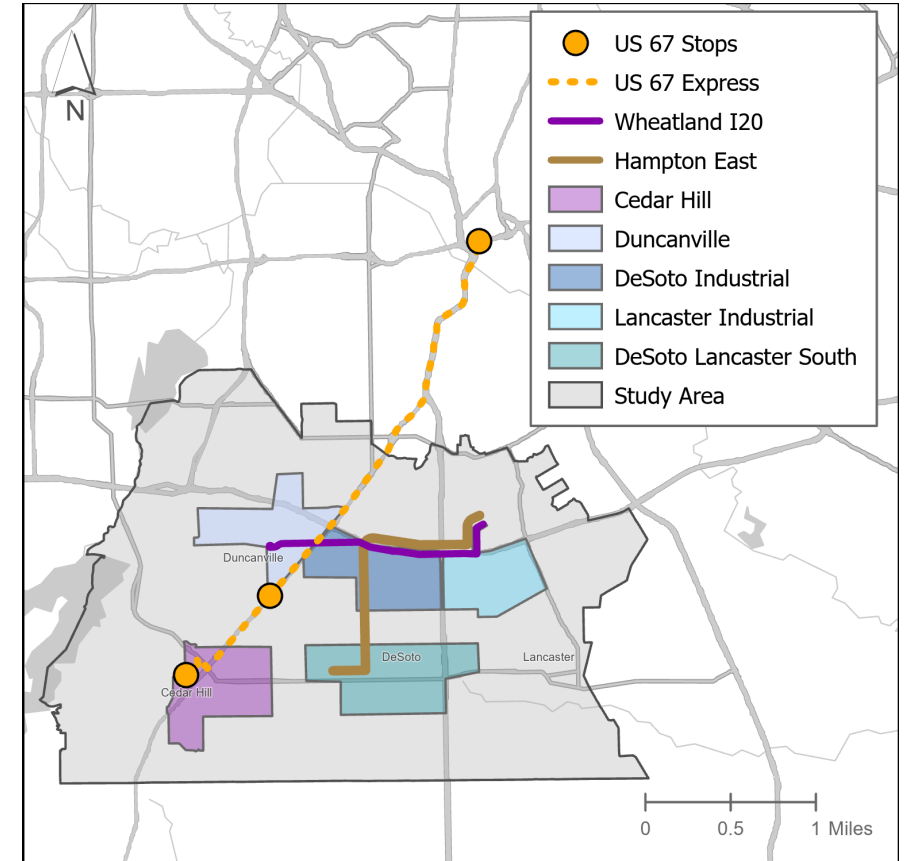 N
US 67 Stops
US 67 Express
Wheatland I20
Hampton East
Cedar Hill
Duncanville
DeSoto Industrial
Lancaster Industrial
DeSoto Lancaster South
Study Area
Duncanville
DeSoto
Lancaster
Cedar Hill
0 0.5 1 Miles